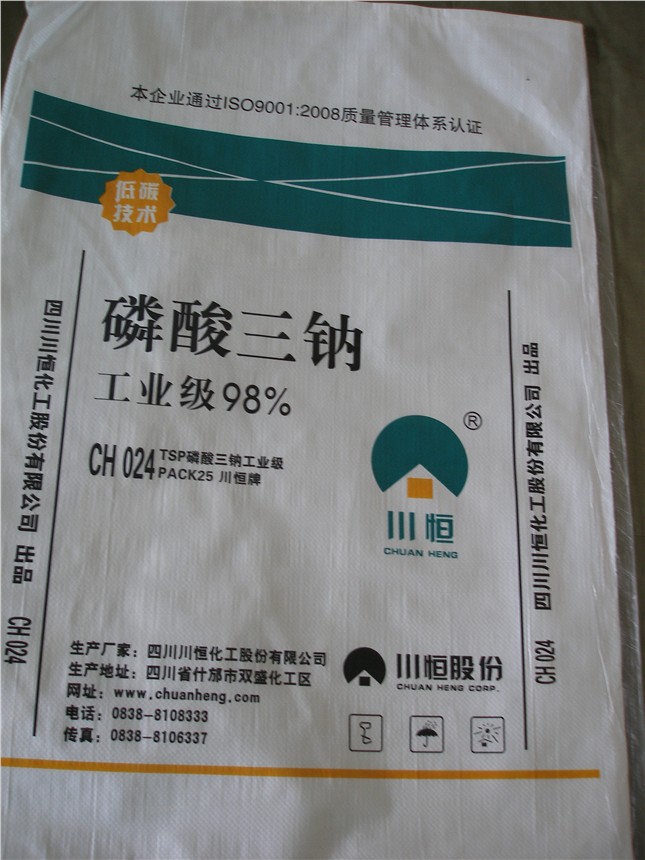 本企业通过ISO9001:2008质量管理体系认证
低碳
技术
磷酸三钠
工业级98%
CH 024
TSP磷酸三钠工业级
PACK25 川恒牌
®
川恒
CHUAN HENG
四川川恒化工股份有限公司 出品 CH 024
CH 024 四川川恒化工股份有限公司 出品
生产厂家：四川川恒化工股份有限公司
生产地址：四川省什邡市双盛化工区
网址：www.chuanheng.com
电话：0838-8108333
传真：0838-8106337
川恒股份
CHUAN HENG CORP.